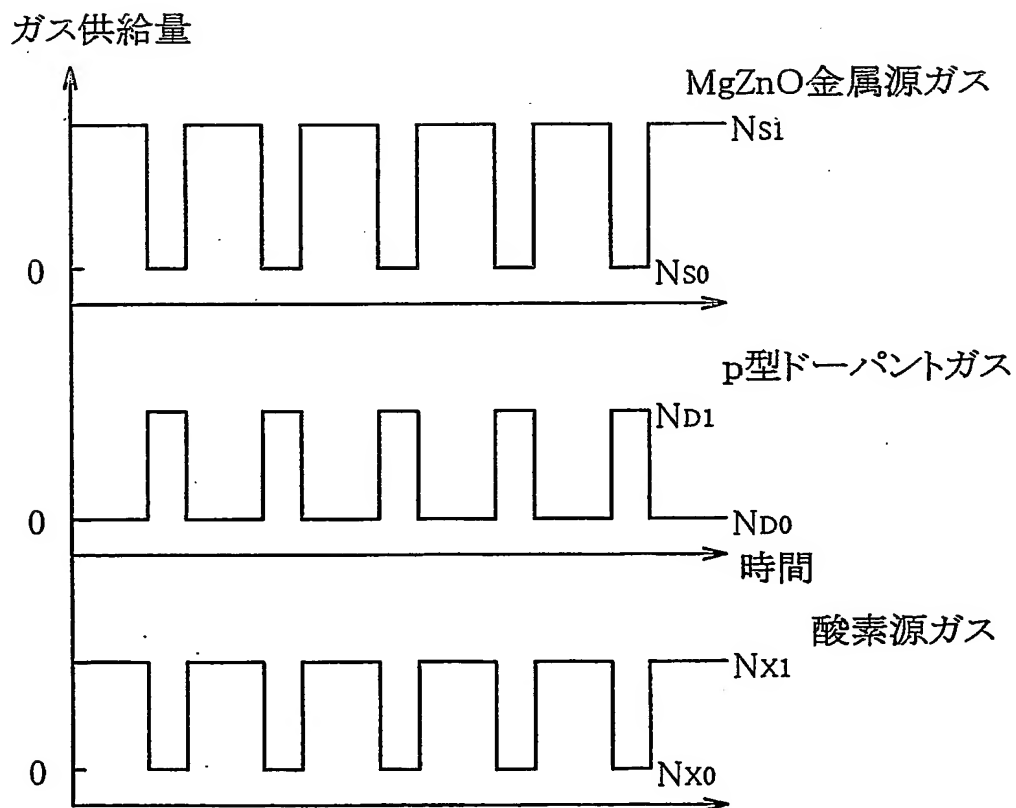 ガス供給量
MgZnO金属源ガス
NS1
0
NS0
p型ドーパントガス
ND1
0
ND0
時間
酸素源ガス
NX1
0
NX0